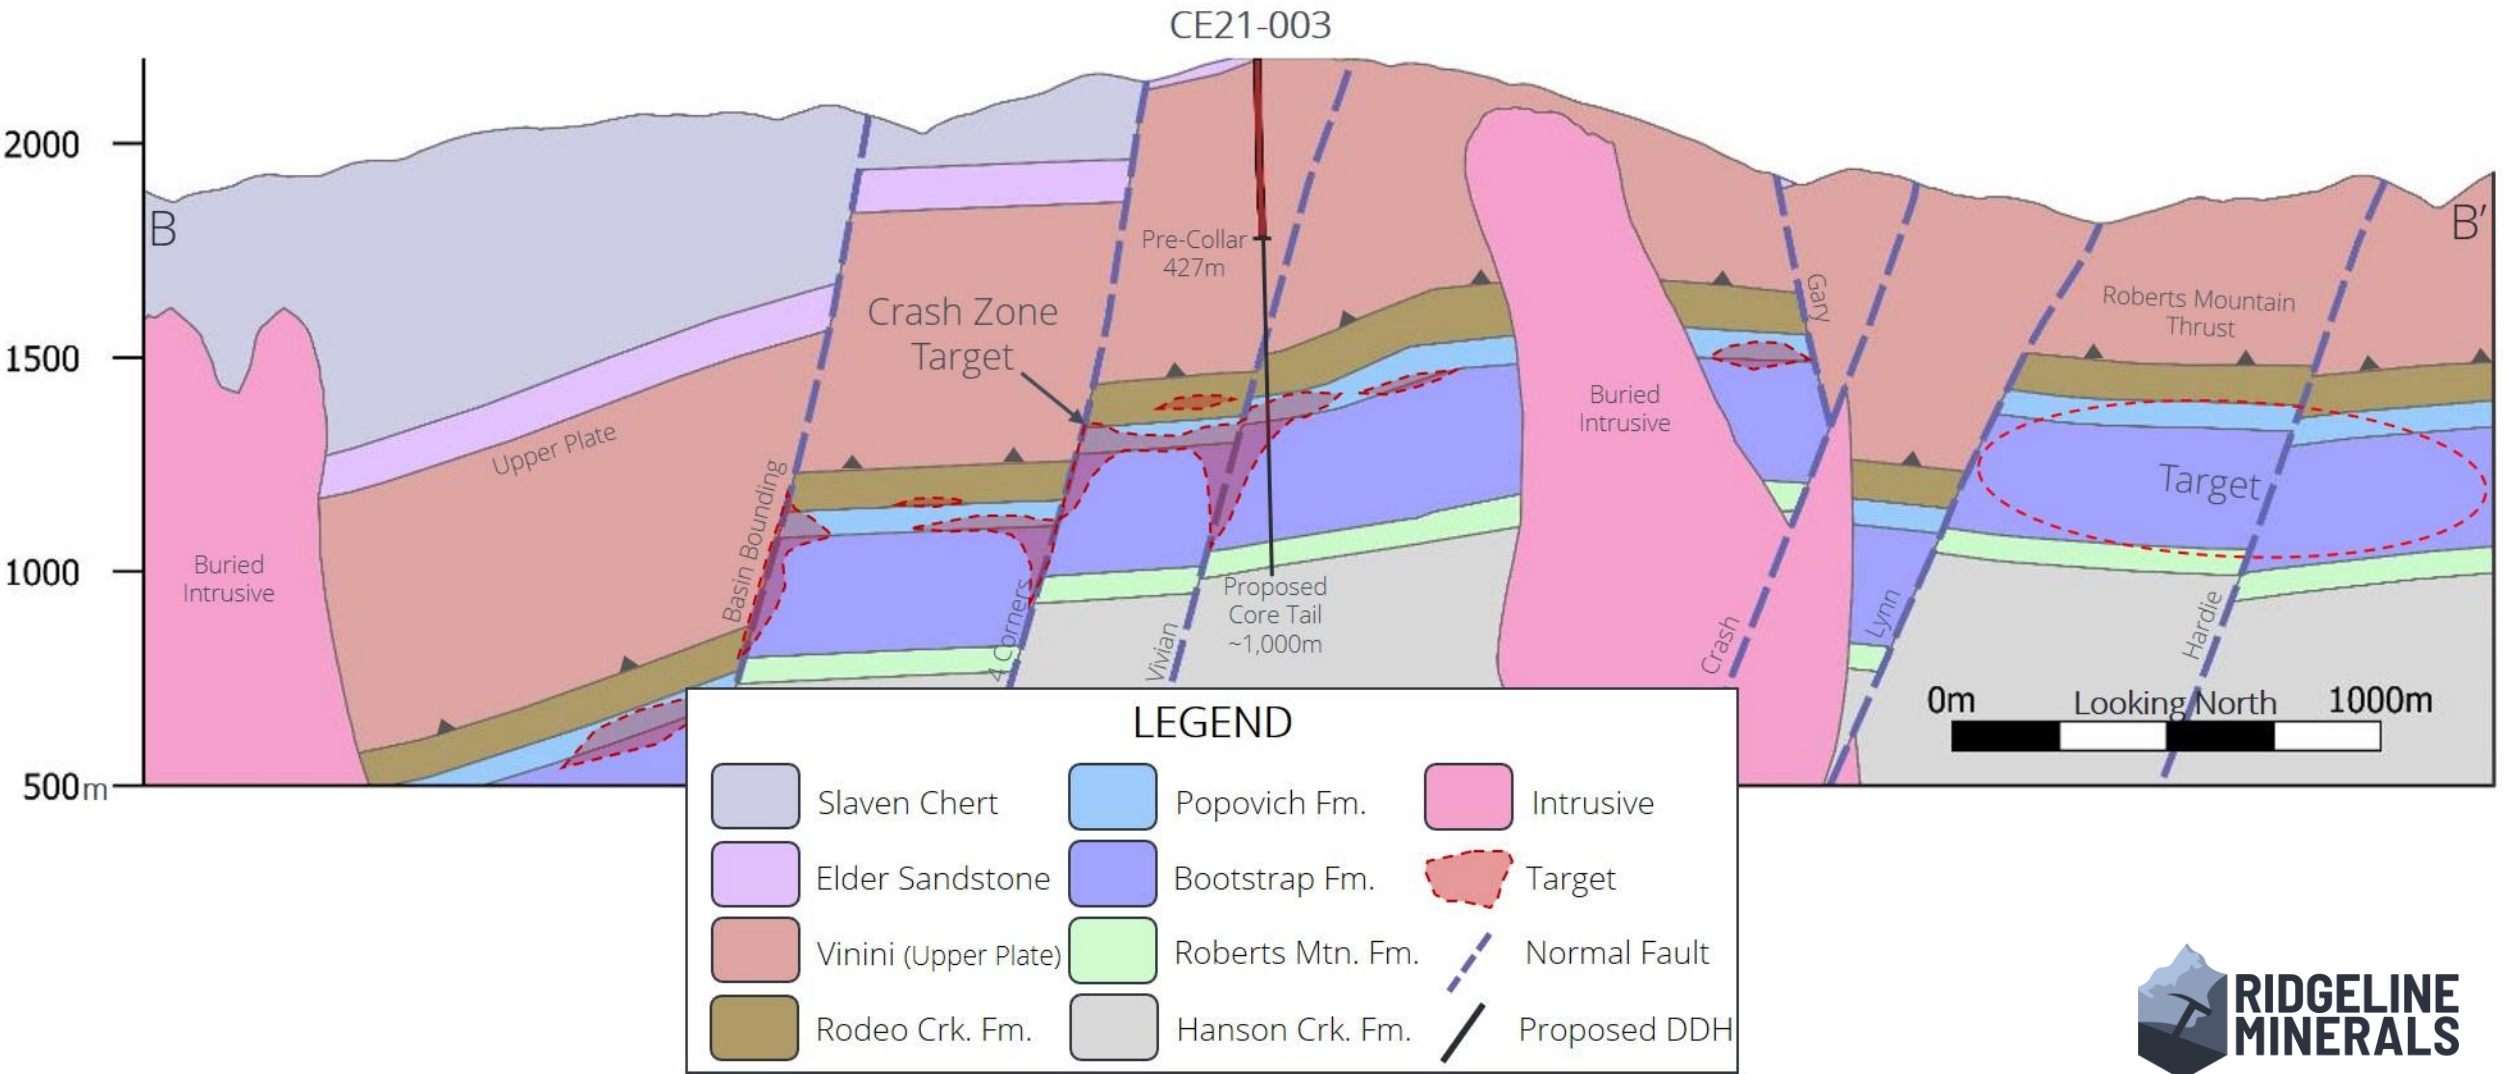 CE21-003
2000
1500
1000
500m
B
B′
Pre-Collar
427m
Crash Zone
Target
Gary
Roberts Mountain
Thrust
Upper Plate
Buried
Intrusive
Target
Basin Bounding
Buried
Intrusive
Proposed
Core Tail
~1,000m
4 Corners
Vivian
Crash
Lynn
Hardie
0m
Looking North
1000m
LEGEND
Slaven Chert
Popovich Fm.
Intrusive
Elder Sandstone
Bootstrap Fm.
Target
Vinini (Upper Plate)
Roberts Mtn. Fm.
Normal Fault
Rodeo Crk. Fm.
Hanson Crk. Fm.
Proposed DDH
RIDGELINE
MINERALS